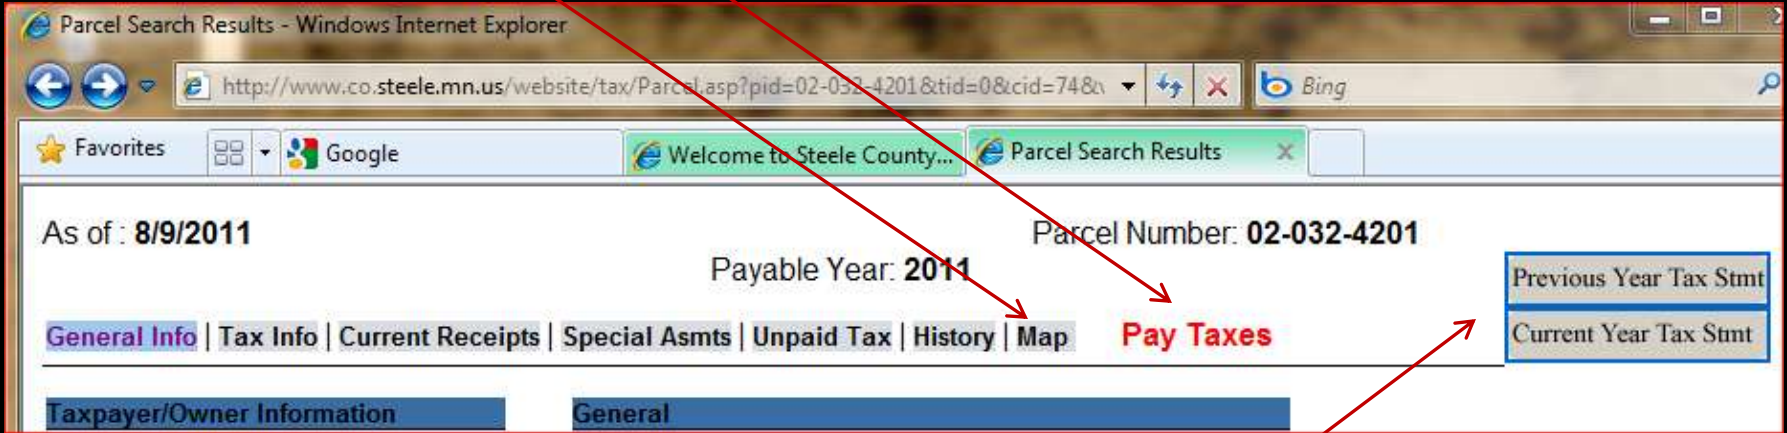 Parcel Search Results - Windows Internet Explorer
http://www.co.steele.mn.us/website/tax/Parcel.asp?pid=02-032-4201&tid=0&cid=74&
Bing
Favorites
Google
Welcome to Steele County...
Parcel Search Results
As of : 8/9/2011
Parcel Number: 02-032-4201
Payable Year: 2011
Previous Year Tax Stmt
General Info | Tax Info | Current Receipts | Special Asmts | Unpaid Tax | History | Map
Pay Taxes
Current Year Tax Stmt
Taxpayer/Owner Information
General